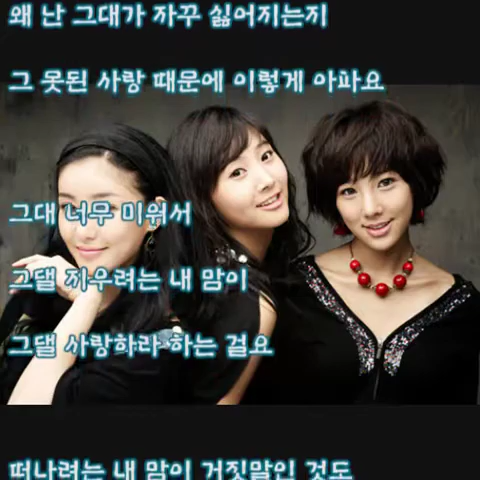 왜 난 그대가 자꾸 싫어지는지
그 못된 사랑 때문에 이렇게 아파요
그대 너무 미워서
그댈 지우려는 내 맘이
그댈 사랑하라 하는 걸요
떠나려는 내 맘이 거짓말인 것도